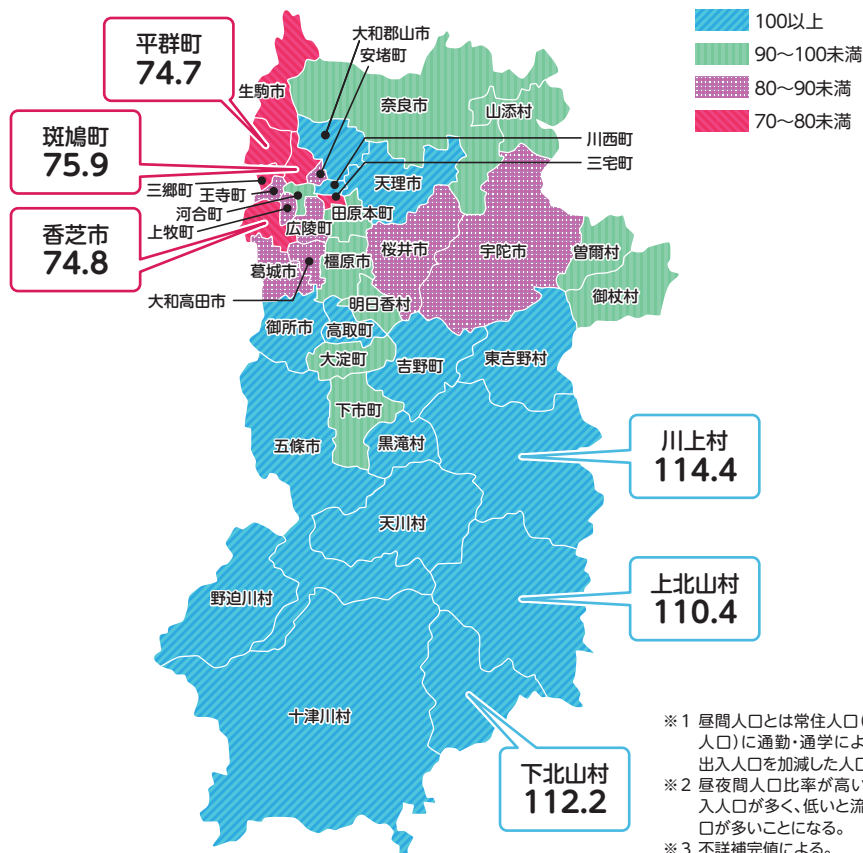 100以上
90〜100未満
80〜90未満
70〜80未満
平群町
74.7
斑鳩町
75.9
香芝市
74.8
大和郡山市
安堵町
生駒市
奈良市
山添村
川西町
三宅町
三郷町
王寺町
河合町
上牧町
天理市
田原本町
広陵町
葛城市
橿原市
桜井市
宇陀市
曽爾村
御杖村
大和高田市
明日香村
御所市
高取町
大淀町
吉野町
東吉野村
下市町
五條市
黒滝村
川上村
114.4
天川村
野迫川村
上北山村
110.4
十津川村
下北山村
112.2
※1 昼間人口とは常住人口(
人口)に通勤・通学によ
出入人口を加減した人口
※2 昼夜間人口比率が高い
入人口が多く、低いと流
口が多いことになる。
※3 不詳補完値による。